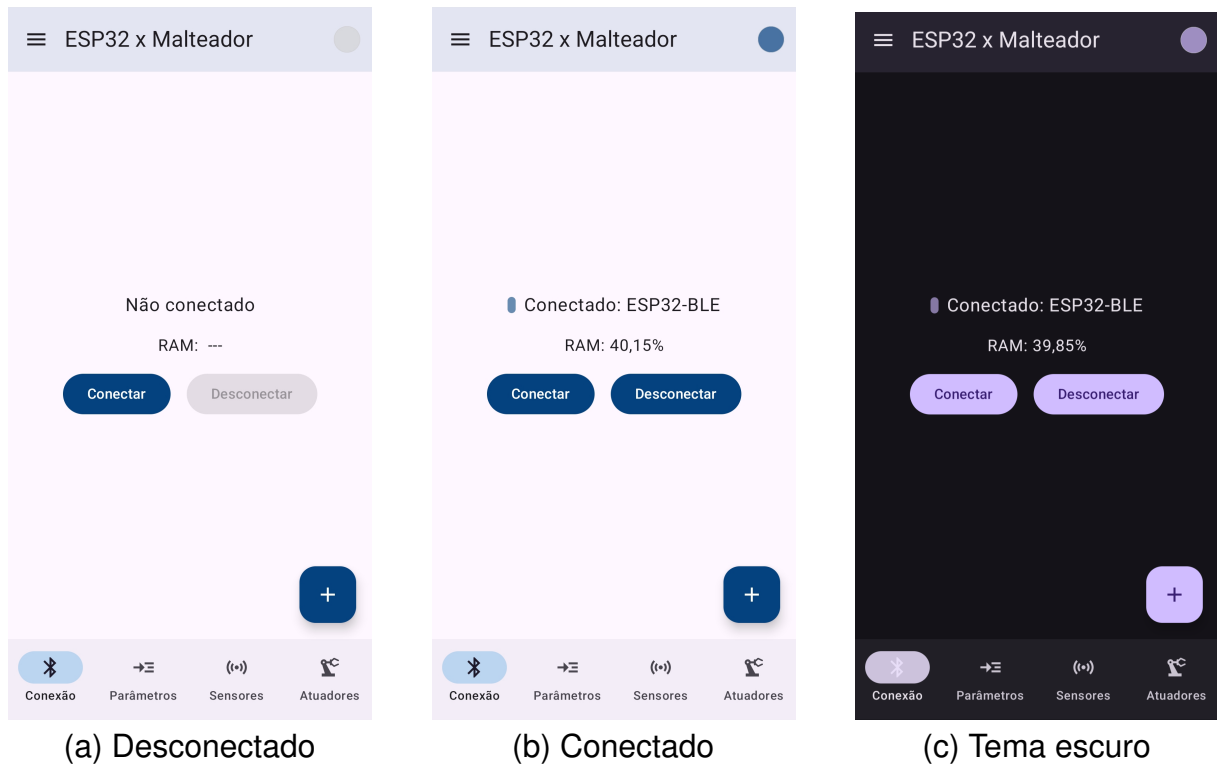 ESP32 x Malteador
Não conectado
RAM: ---
Conectar
Desconectar
+
Conexão
Parâmetros
Sensores
Atuadores
(a) Desconectado
ESP32 x Malteador
Conectado: ESP32-BLE
RAM: 40,15%
Conectar
Desconectar
+
Conexão
Parâmetros
Sensores
Atuadores
(b) Conectado
ESP32 x Malteador
Conectado: ESP32-BLE
RAM: 39,85%
Conectar
Desconectar
+
Conexão
Parâmetros
Sensores
Atuadores
(c) Tema escuro